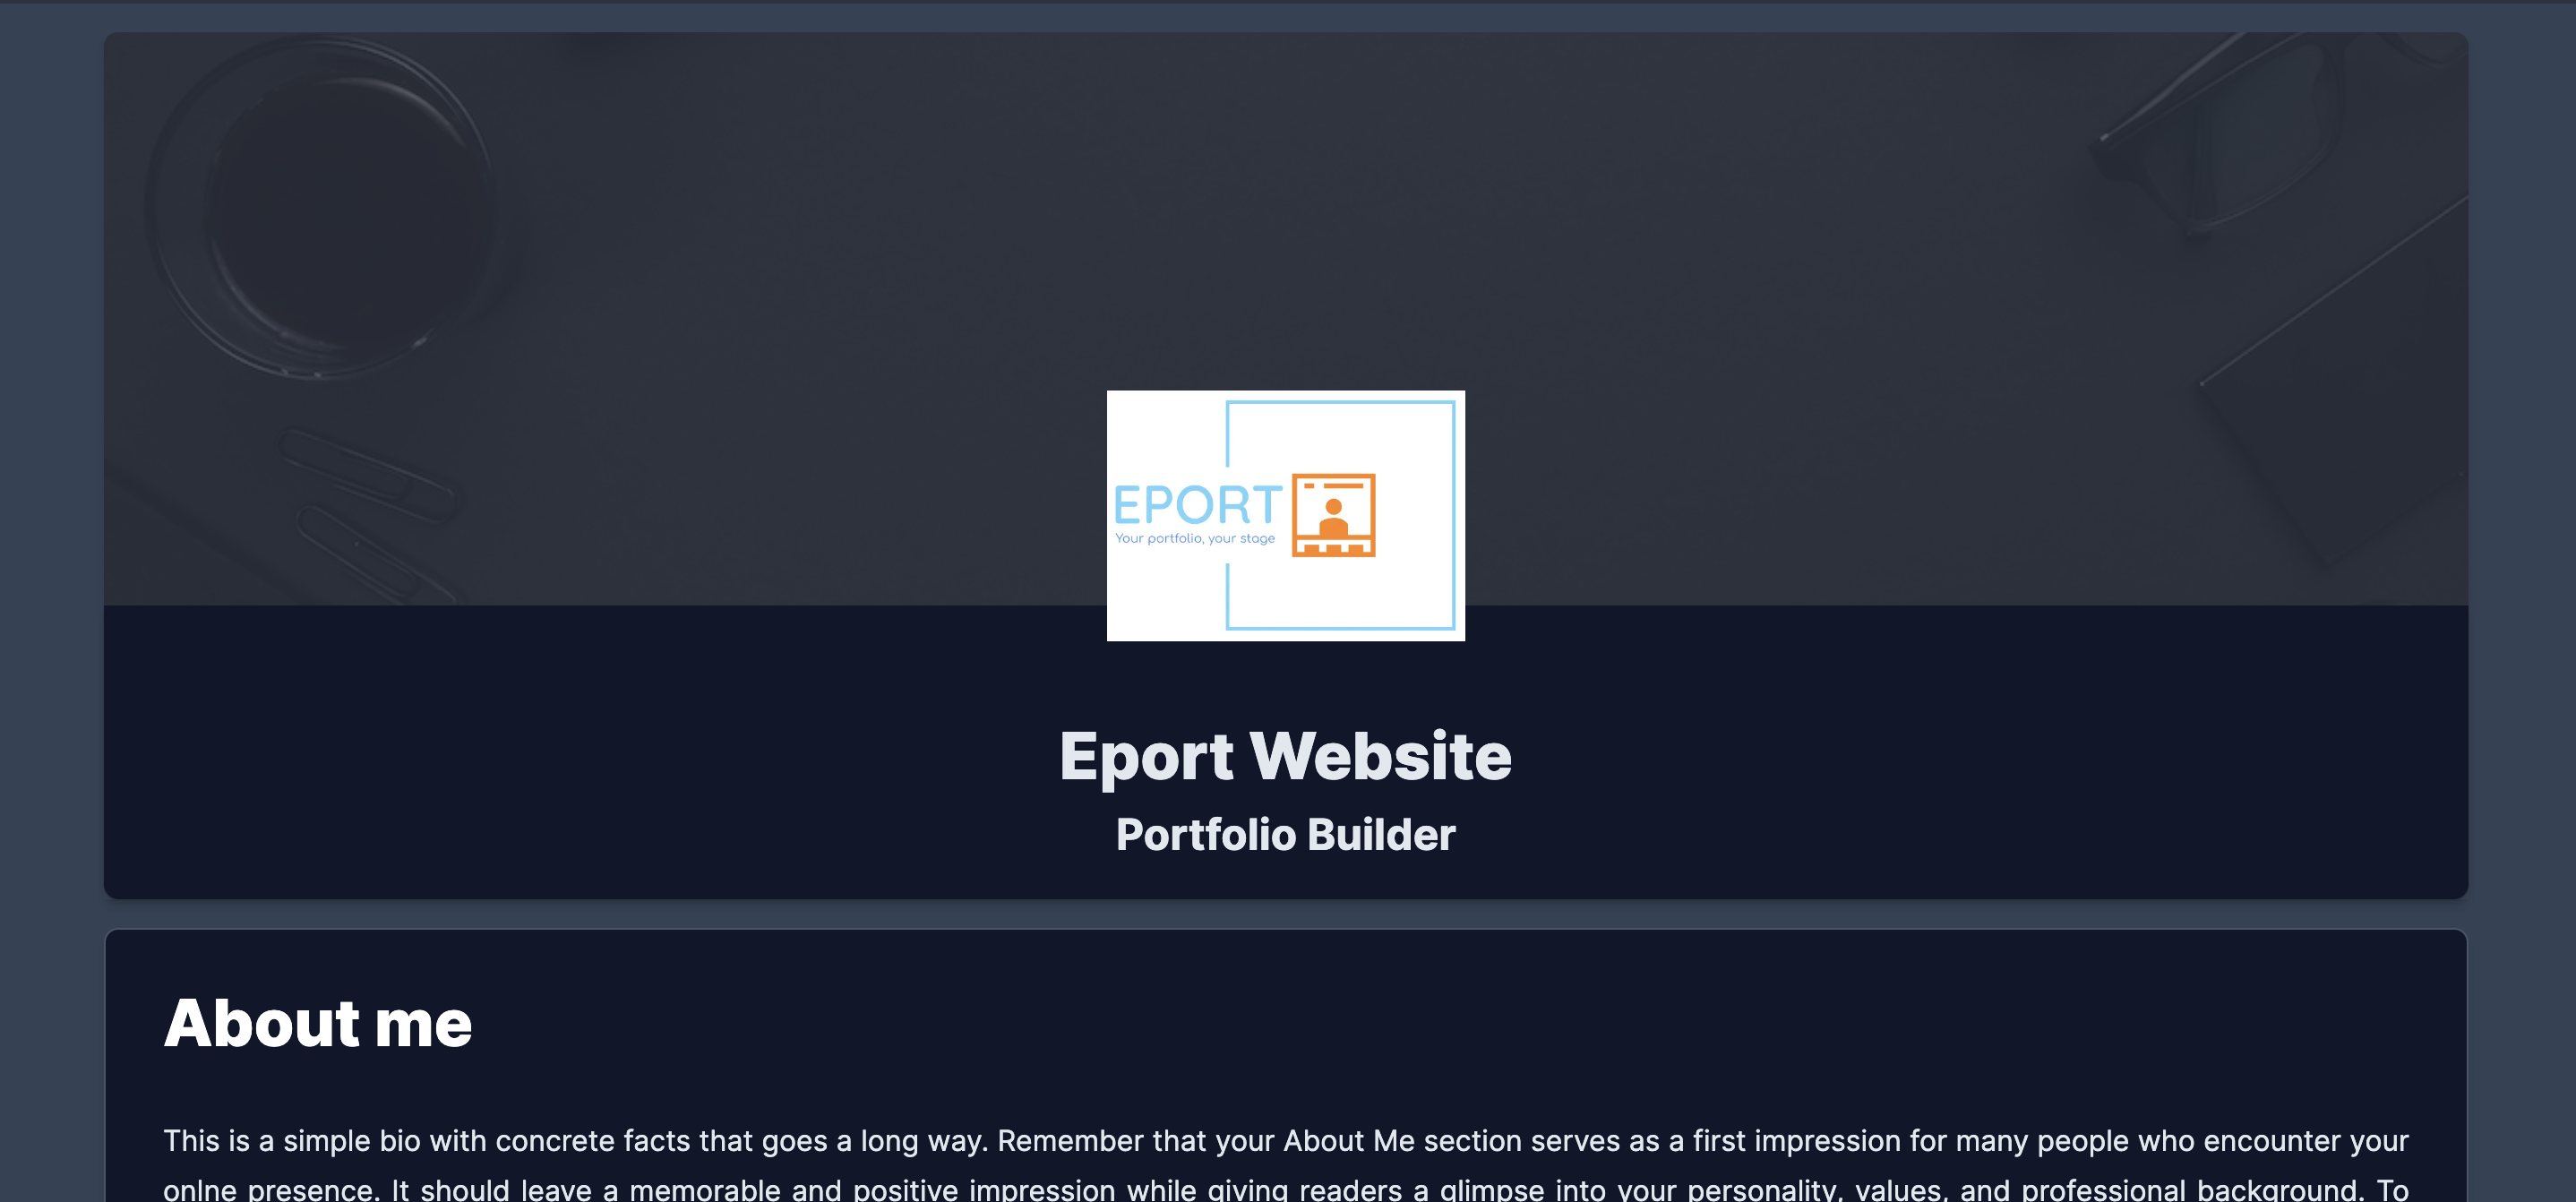 EPORT
Your portfolio, your stage
Eport Website
Portfolio Builder
About me
This is a simple bio with concrete facts that goes a long way. Remember that your About Me section serves as a first impression for many people who encounter your
onlne presence. It should leave a memorable and positive impression while giving readers a glimpse into your personality, values, and professional background. To